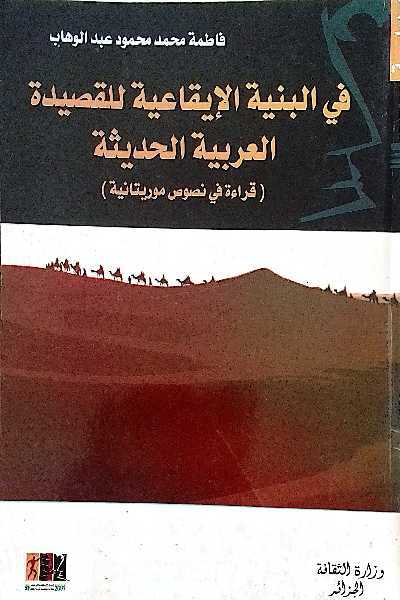 فاطمة محمد محمود عبد الوهاب
في البنية الإيقاعية للقصيدة
العربية الحديثة
( قراءة في نصوص موريتانية )
وزارة الثقافة
الجزائر